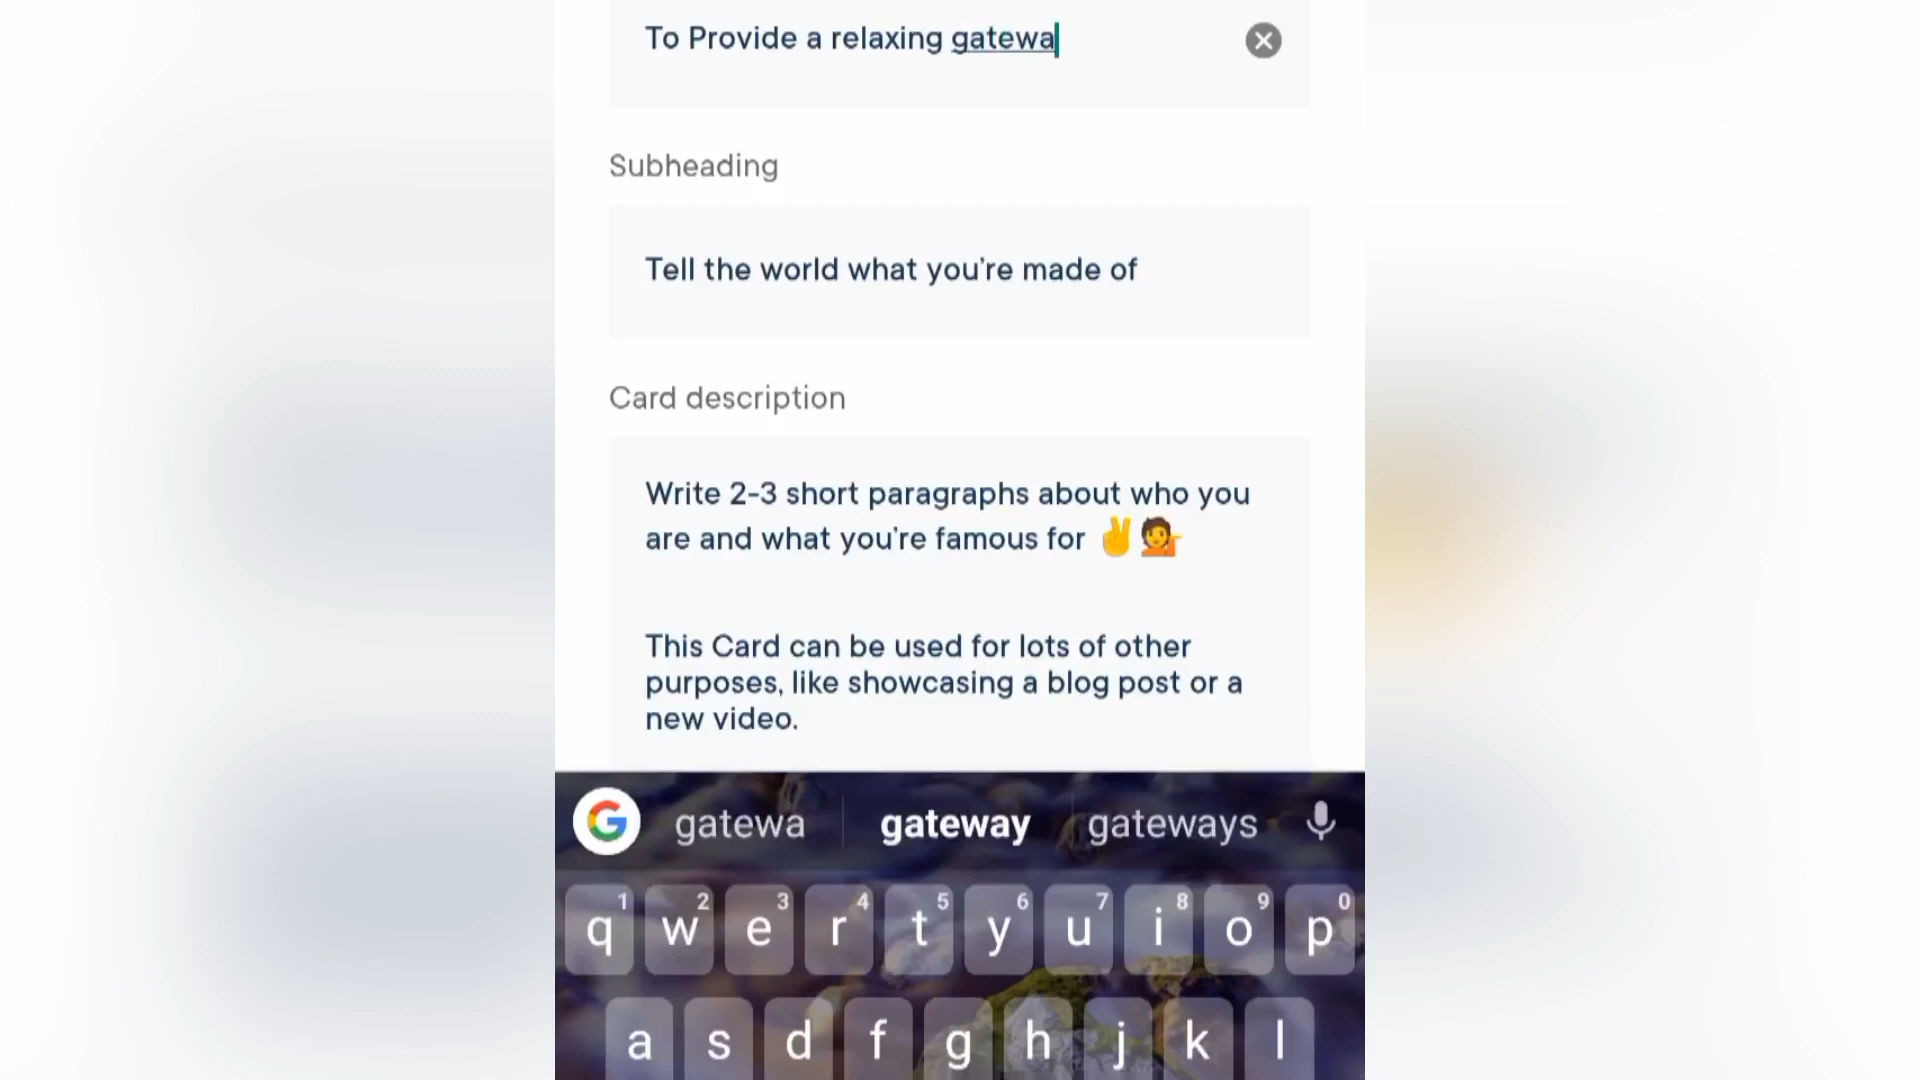 To Provide a relaxing gatewa
Subheading
Tell the world what you're made of
Card description
Write 2-3 short paragraphs about who you
are and what you're famous for ✌️💁
This Card can be used for lots of other
purposes, like showcasing a blog post or a
new video.
G gatewa gateway gateways
1 2 3 4 5 6 7 8 9 0
q w e r t y u i o p
a s d f g h j k l